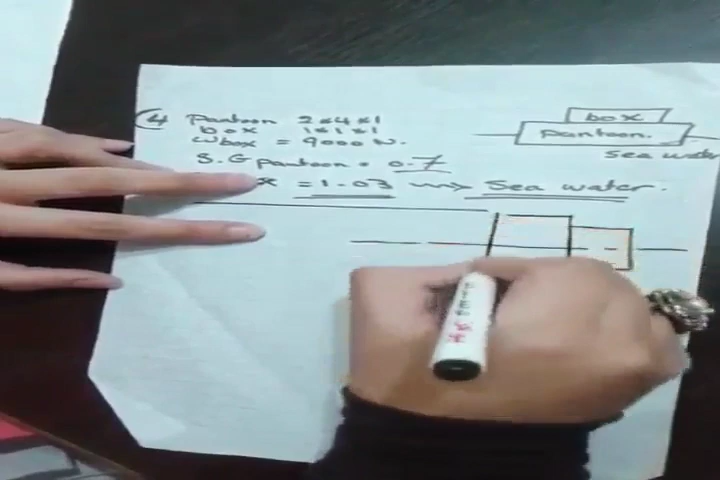 (4 Pantoon 2*4*1
box 1*1*1
Wbox = 9000 N.
S.G pantoon = 0.7
= 1.03 => Sea water.
box
pantoon.
sea water